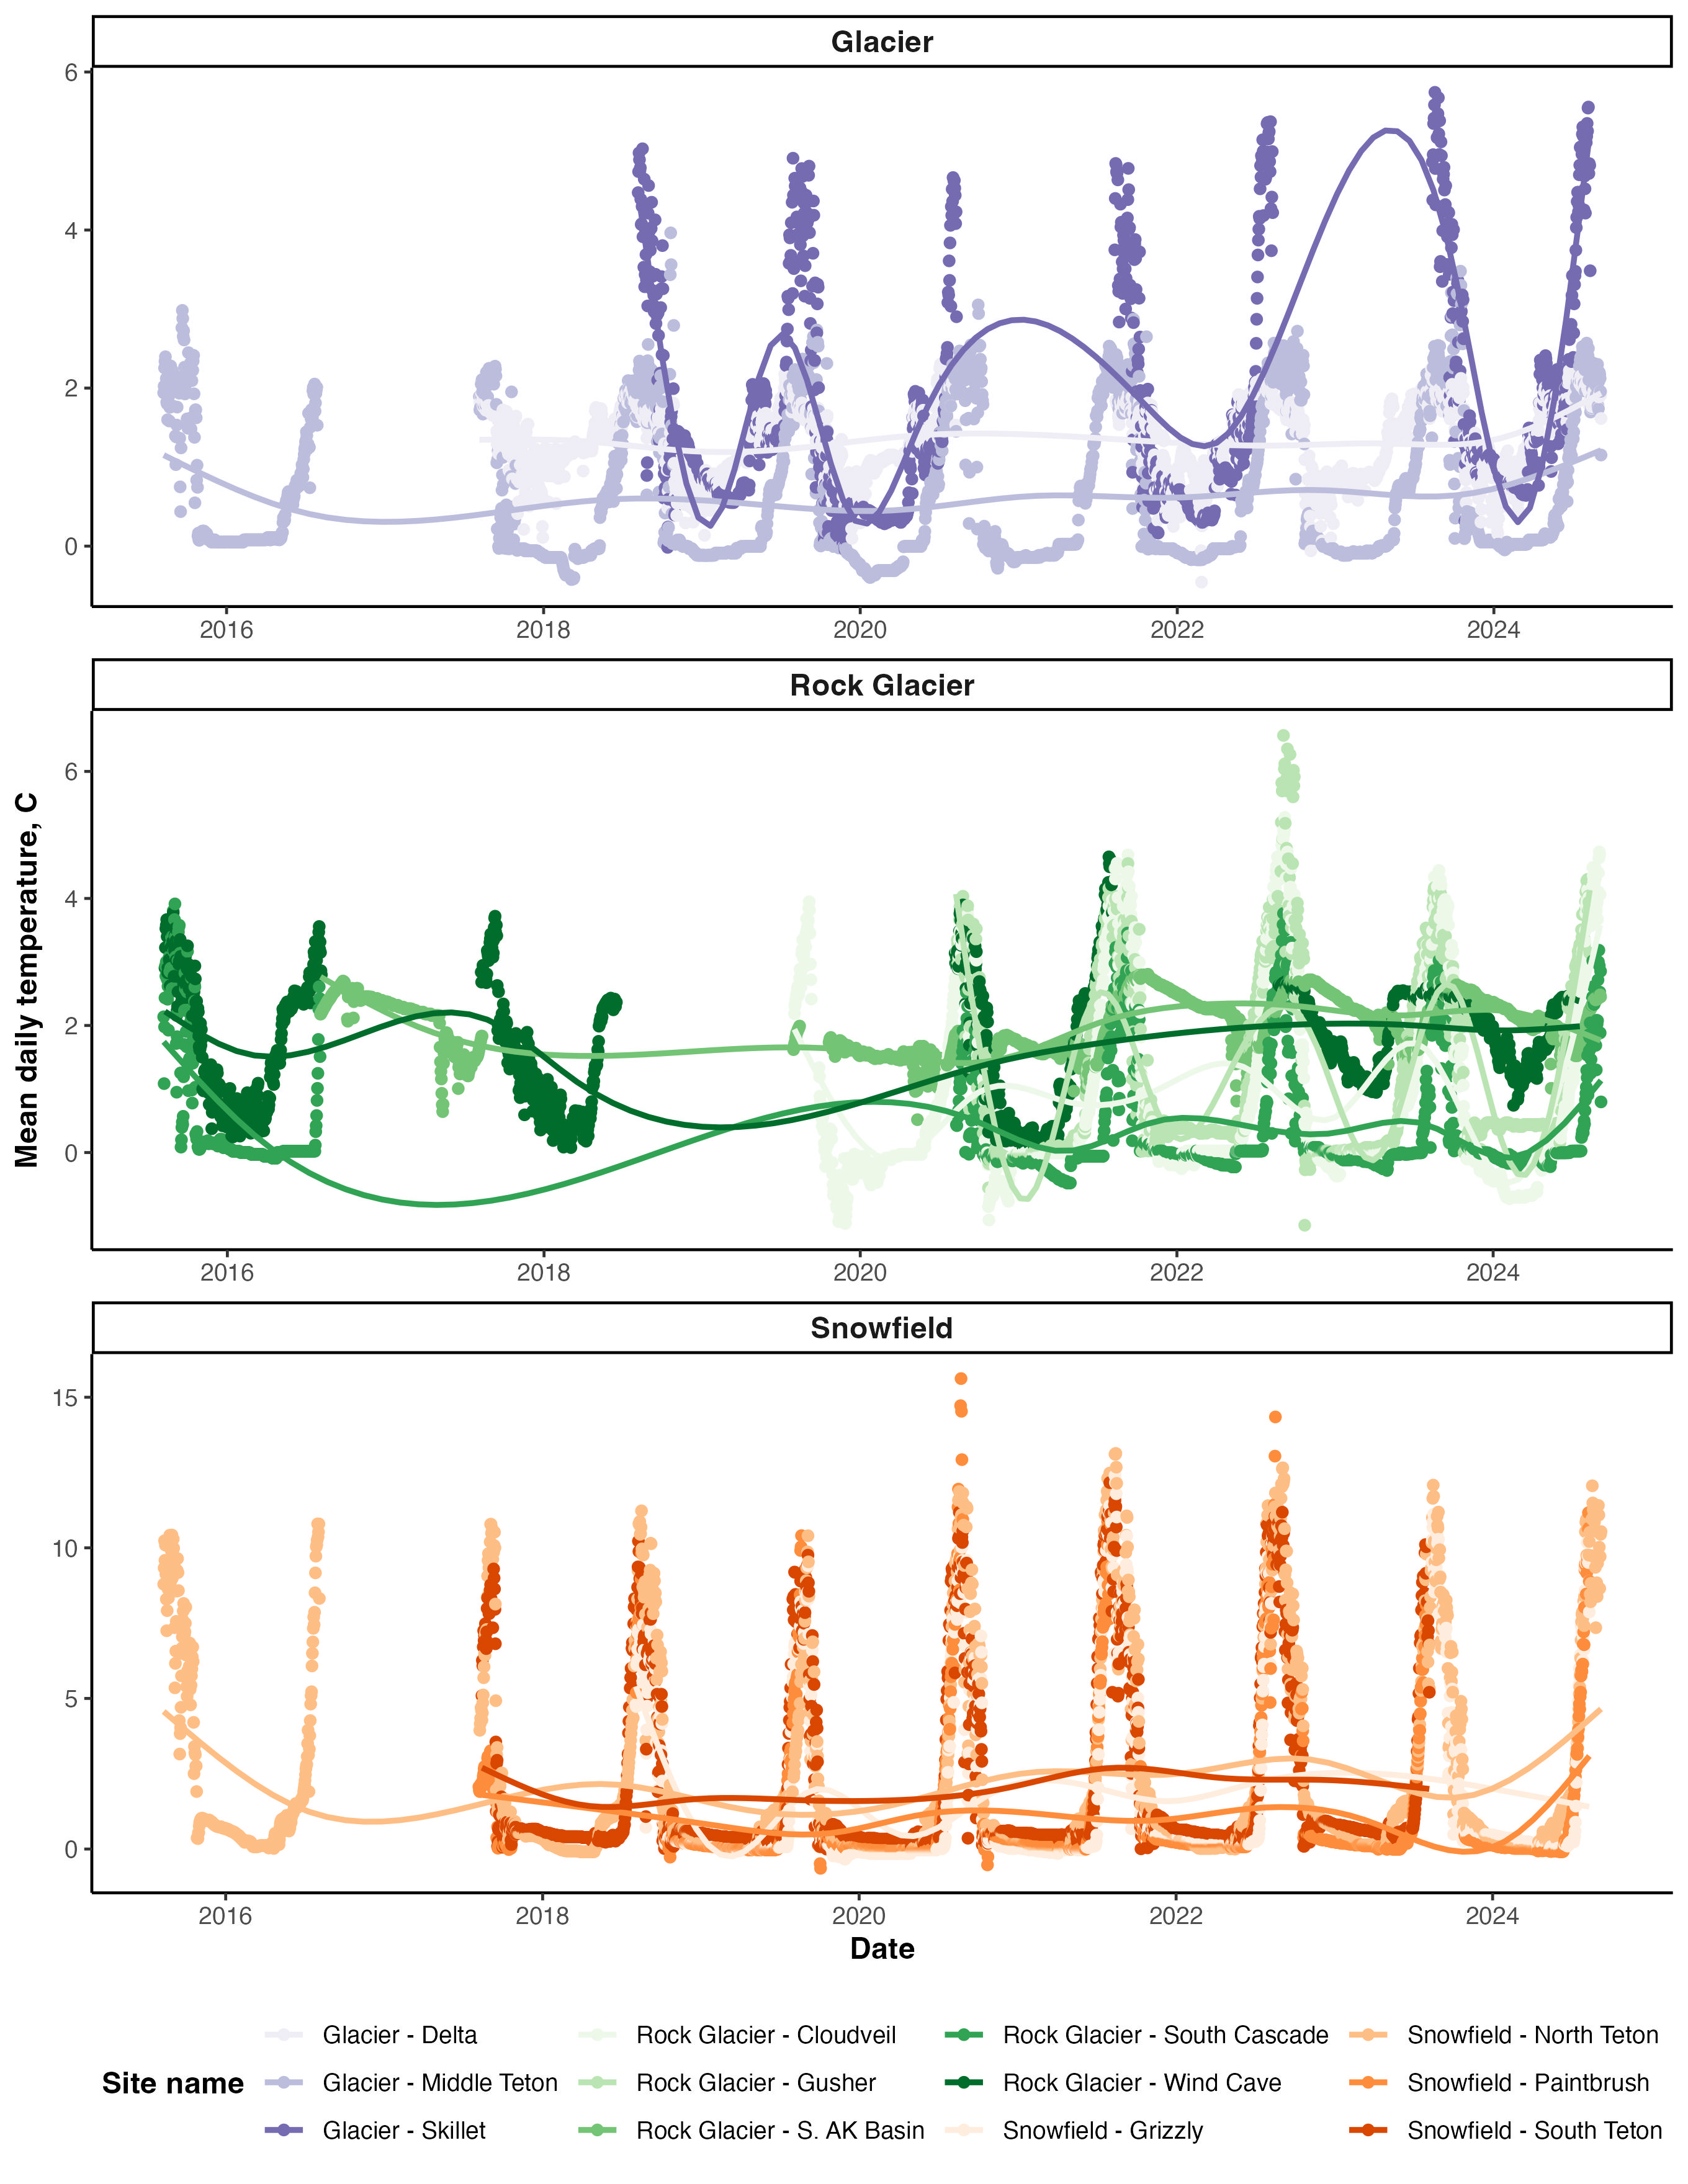 Glacier
6
4
2
0
2016 2018 2020 2022 2024
Rock Glacier
Mean daily temperature, C
6
4
2
0
2016 2018 2020 2022 2024
Snowfield
15
10
5
0
2016 2018 2020 2022 2024
Date
Site name
Glacier - Delta
Glacier - Middle Teton
Glacier - Skillet
Rock Glacier - Cloudveil
Rock Glacier - Gusher
Rock Glacier - S. AK Basin
Rock Glacier - South Cascade
Rock Glacier - Wind Cave
Snowfield - Grizzly
Snowfield - North Teton
Snowfield - Paintbrush
Snowfield - South Teton